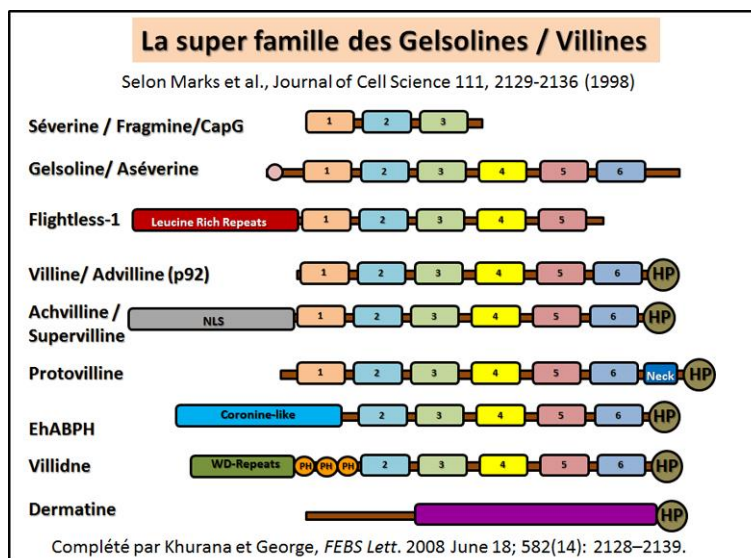 La super famille des Gelsolines / Villines
Selon Marks et al., Journal of Cell Science 111, 2129-2136 (1998)
Séverine / Fragmine/CapG
1 2 3
Gelsoline/ Aséverine
1 2 3 4 5 6
Flightless-1
Leucine Rich Repeats 1 2 3 4 5
Villine/ Advilline (p92)
1 2 3 4 5 6 HP
Achvilline /
Supervilline
NLS 1 2 3 4 5 6 HP
Protovilline
1 2 3 4 5 6 Neck HP
EhABPH
Coronine-like 2 3 4 5 6 HP
Villidne
WD-Repeats PH PH PH 2 3 4 5 6 HP
Dermatine
HP
Complété par Khurana et George, FEBS Lett. 2008 June 18; 582(14): 2128–2139.